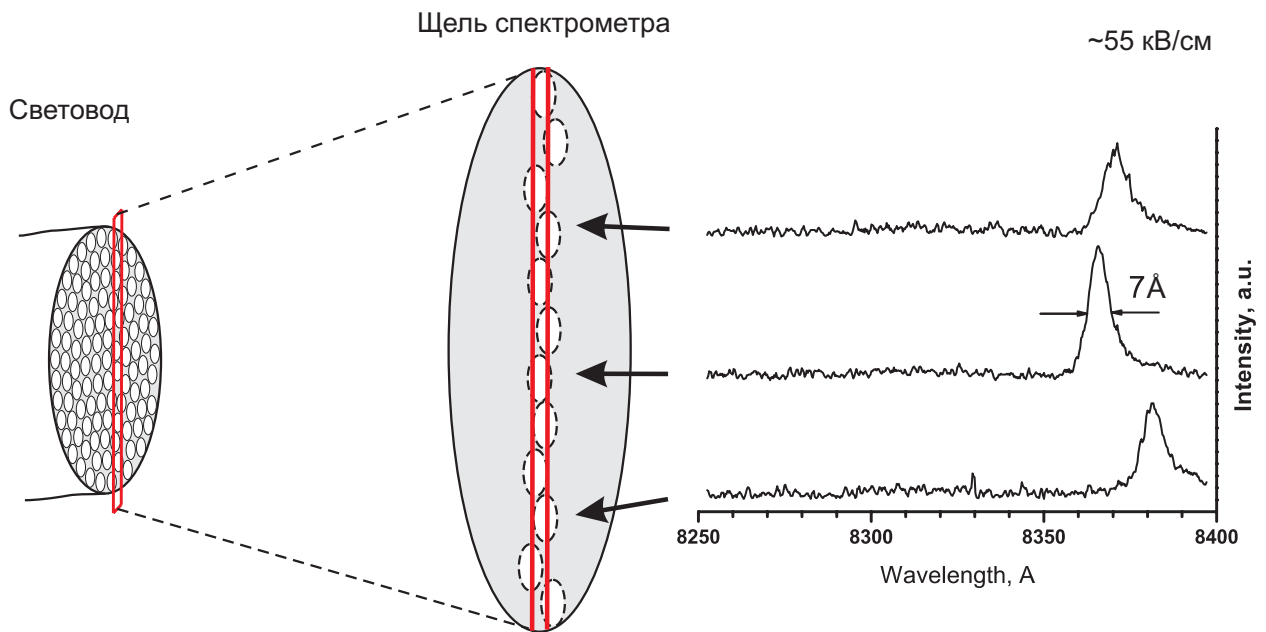 Щель спектрометра
~55 кВ/см
Световод
7Å
Intensity, a.u.
8250 8300 8350 8400
Wavelength, A